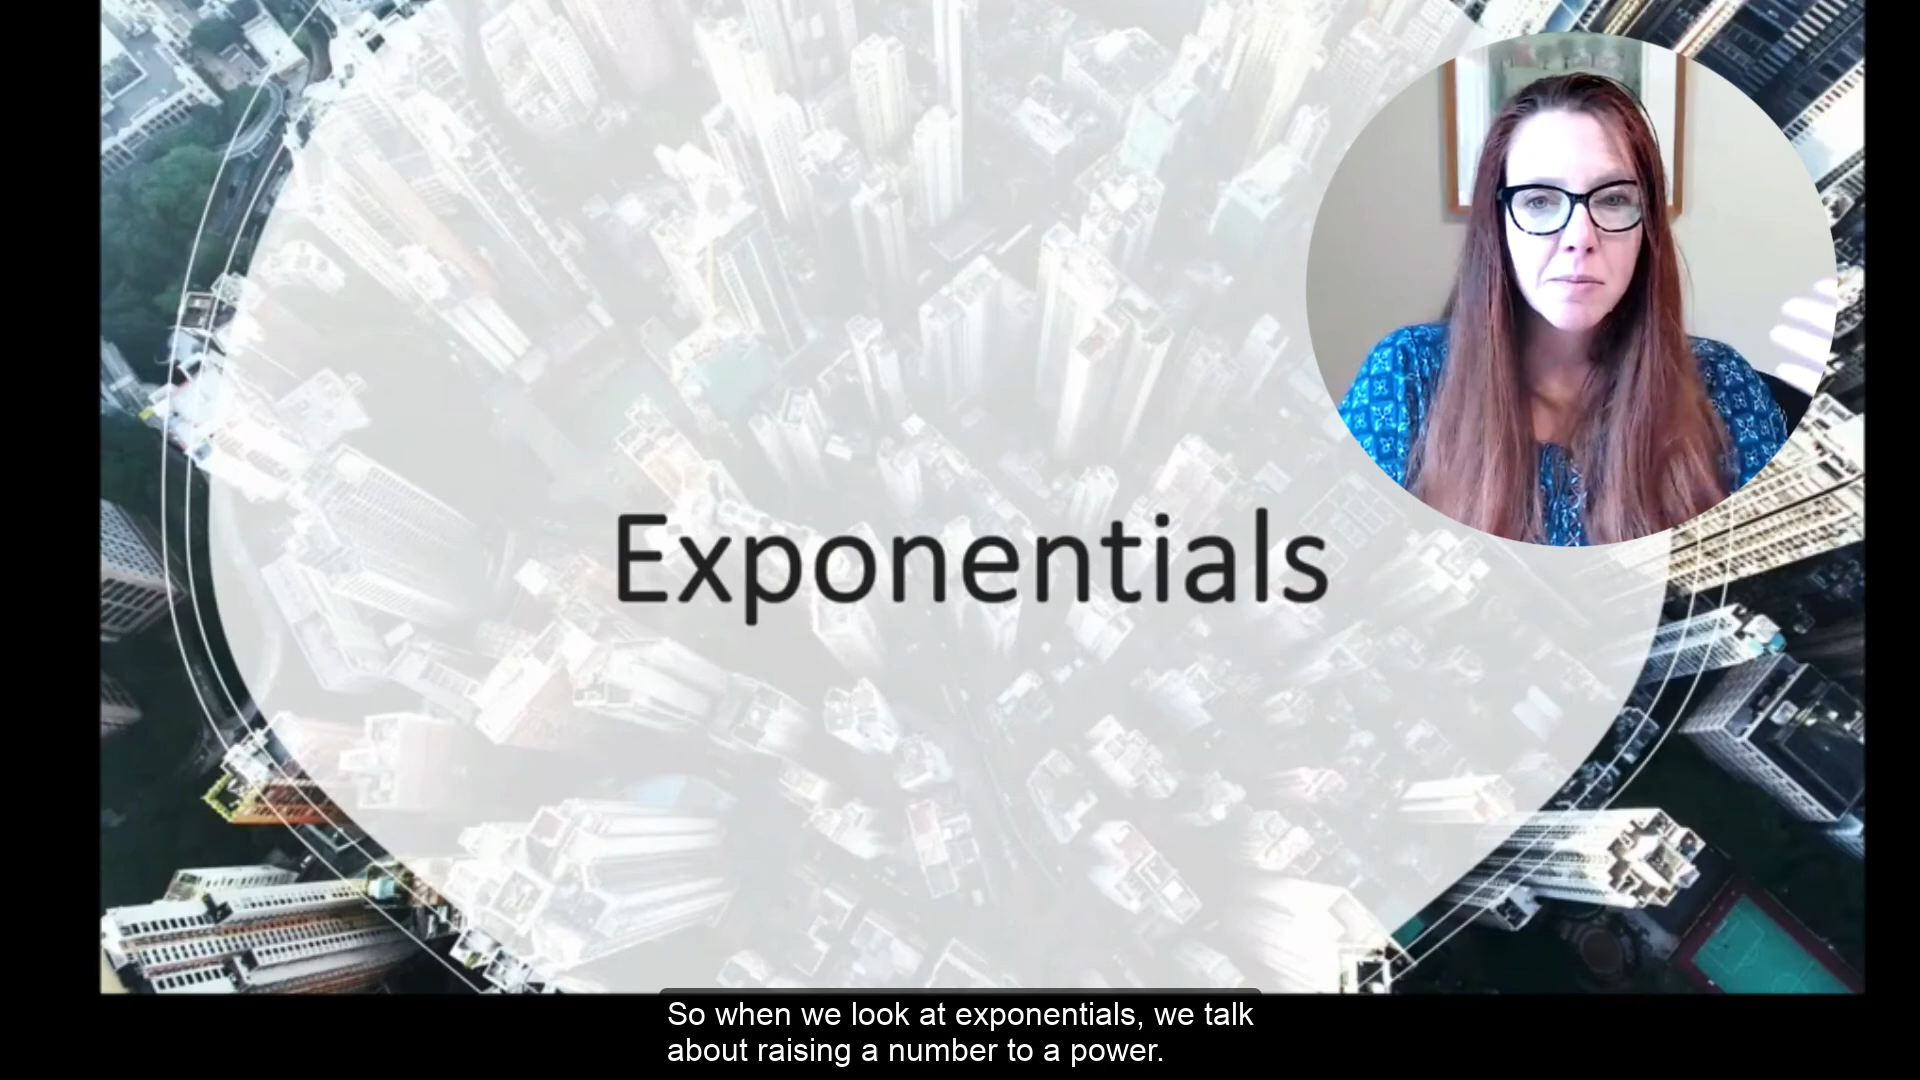 Exponentials
So when we look at exponentials, we talk
about raising a number to a power.